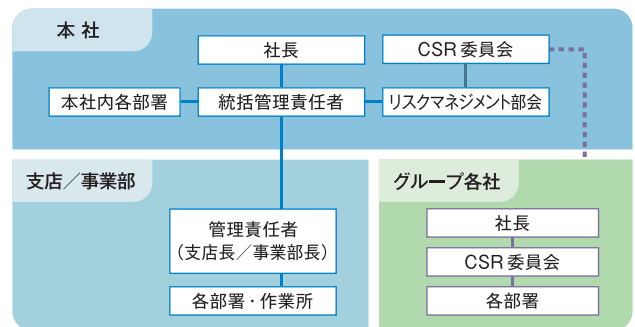 本社
社長
CSR委員会
本社内各部署
統括管理責任者
リスクマネジメント部会
支店／事業部
管理責任者
（支店長／事業部長）
各部署・作業所
グループ各社
社長
CSR委員会
各部署